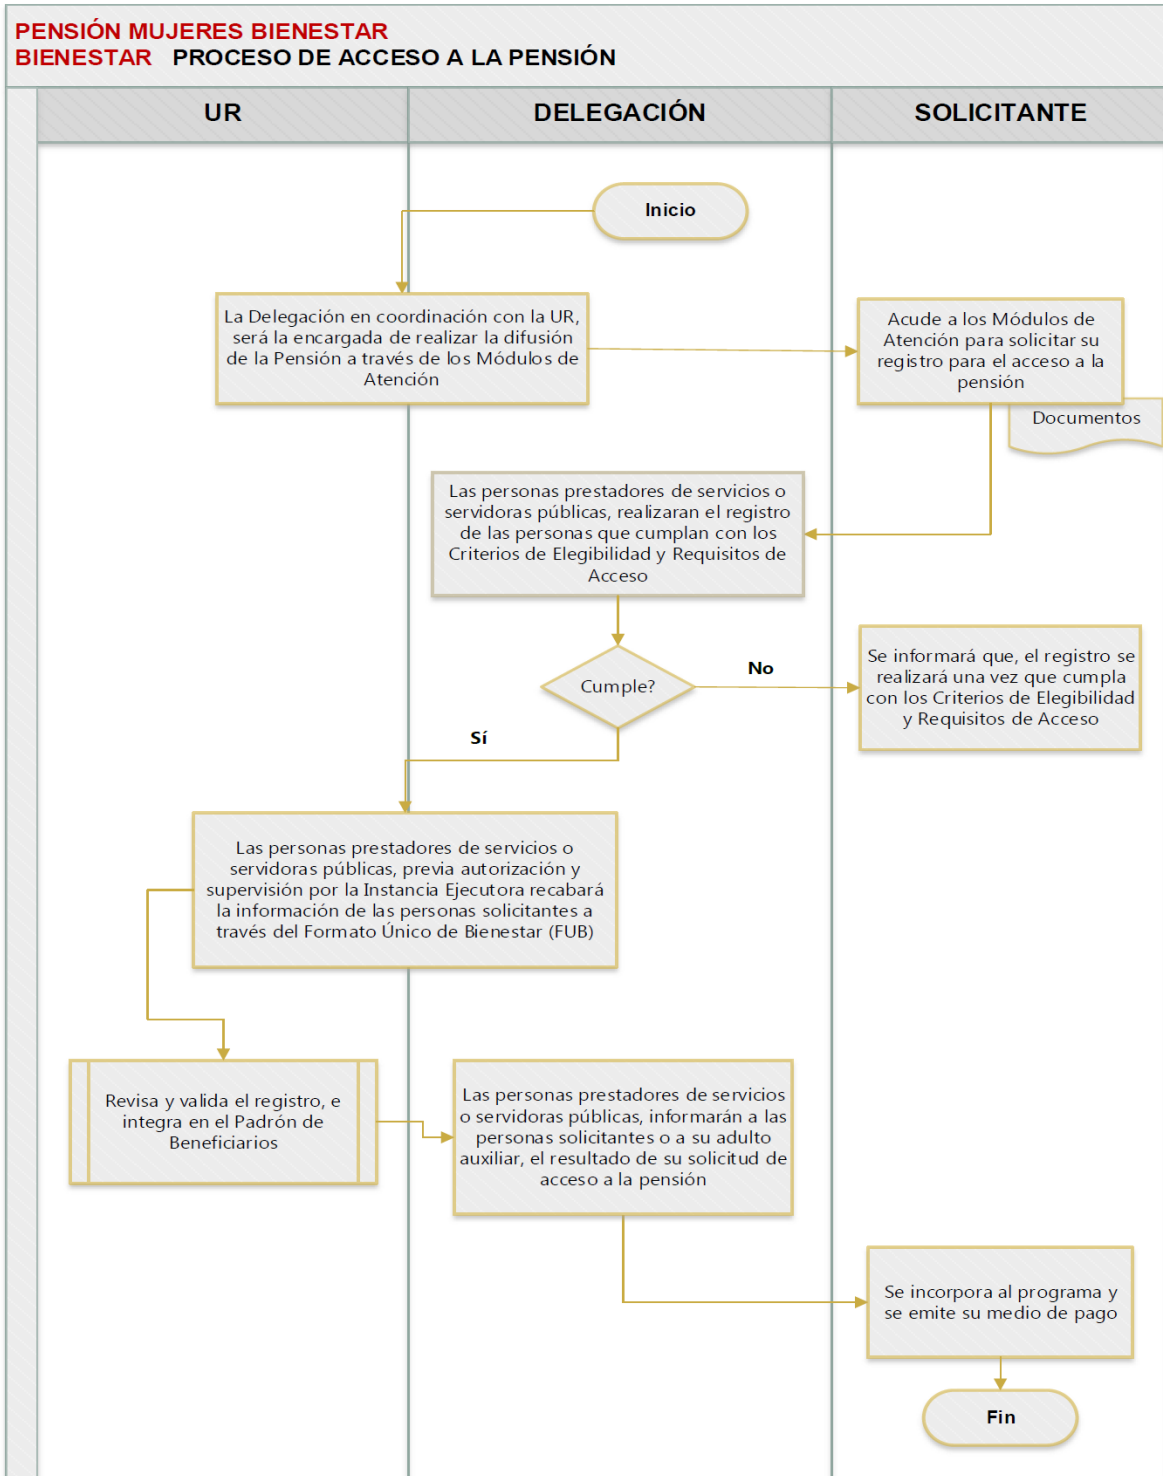 PENSIÓN MUJERES BIENESTAR
BIENESTAR PROCESO DE ACCESO A LA PENSIÓN
UR
DELEGACIÓN
SOLICITANTE
Inicio
La Delegación en coordinación con la UR,
será la encargada de realizar la difusión
de la Pensión a través de los Módulos de
Atención
Acude a los Módulos de
Atención para solicitar su
registro para el acceso a la
pensión
Documentos
Las personas prestadores de servicios o
servidoras públicas, realizaran el registro
de las personas que cumplan con los
Criterios de Elegibilidad y Requisitos de
Acceso
Cumple?
No
Se informará que, el registro se
realizará una vez que cumpla
con los Criterios de Elegibilidad
y Requisitos de Acceso
Sí
Las personas prestadores de servicios o
servidoras públicas, previa autorización y
supervisión por la Instancia Ejecutora recabará
la información de las personas solicitantes a
través del Formato Único de Bienestar (FUB)
Revisa y valida el registro, e
integra en el Padrón de
Beneficiarios
Las personas prestadores de servicios
o servidoras públicas, informarán a las
personas solicitantes o a su adulto
auxiliar, el resultado de su solicitud de
acceso a la pensión
Se incorpora al programa y
se emite su medio de pago
Fin